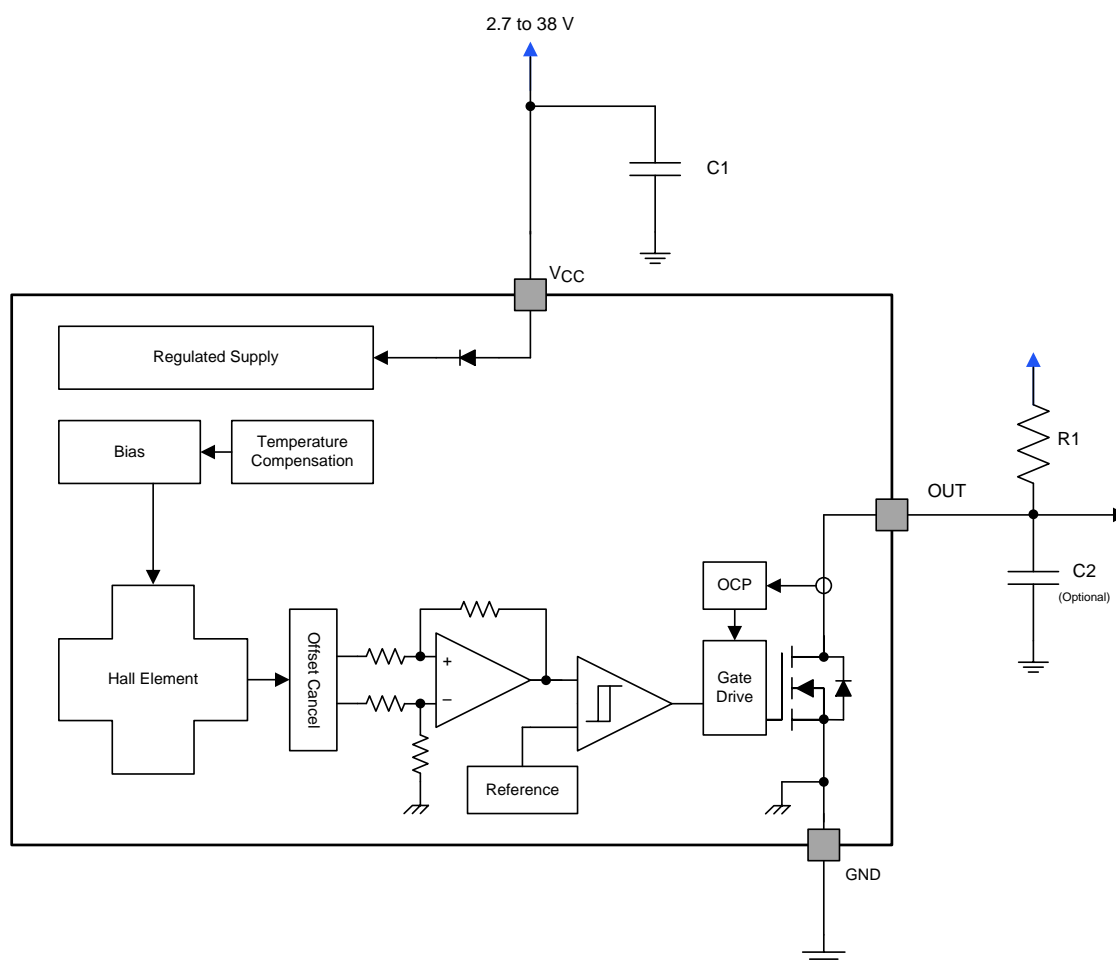 2.7 to 38 V
C1
VCC
Regulated Supply
Bias
Temperature
Compensation
R1
OUT
C2
(Optional)
OCP
Hall Element
Offset Cancel
+
–
Gate
Drive
Reference
GND